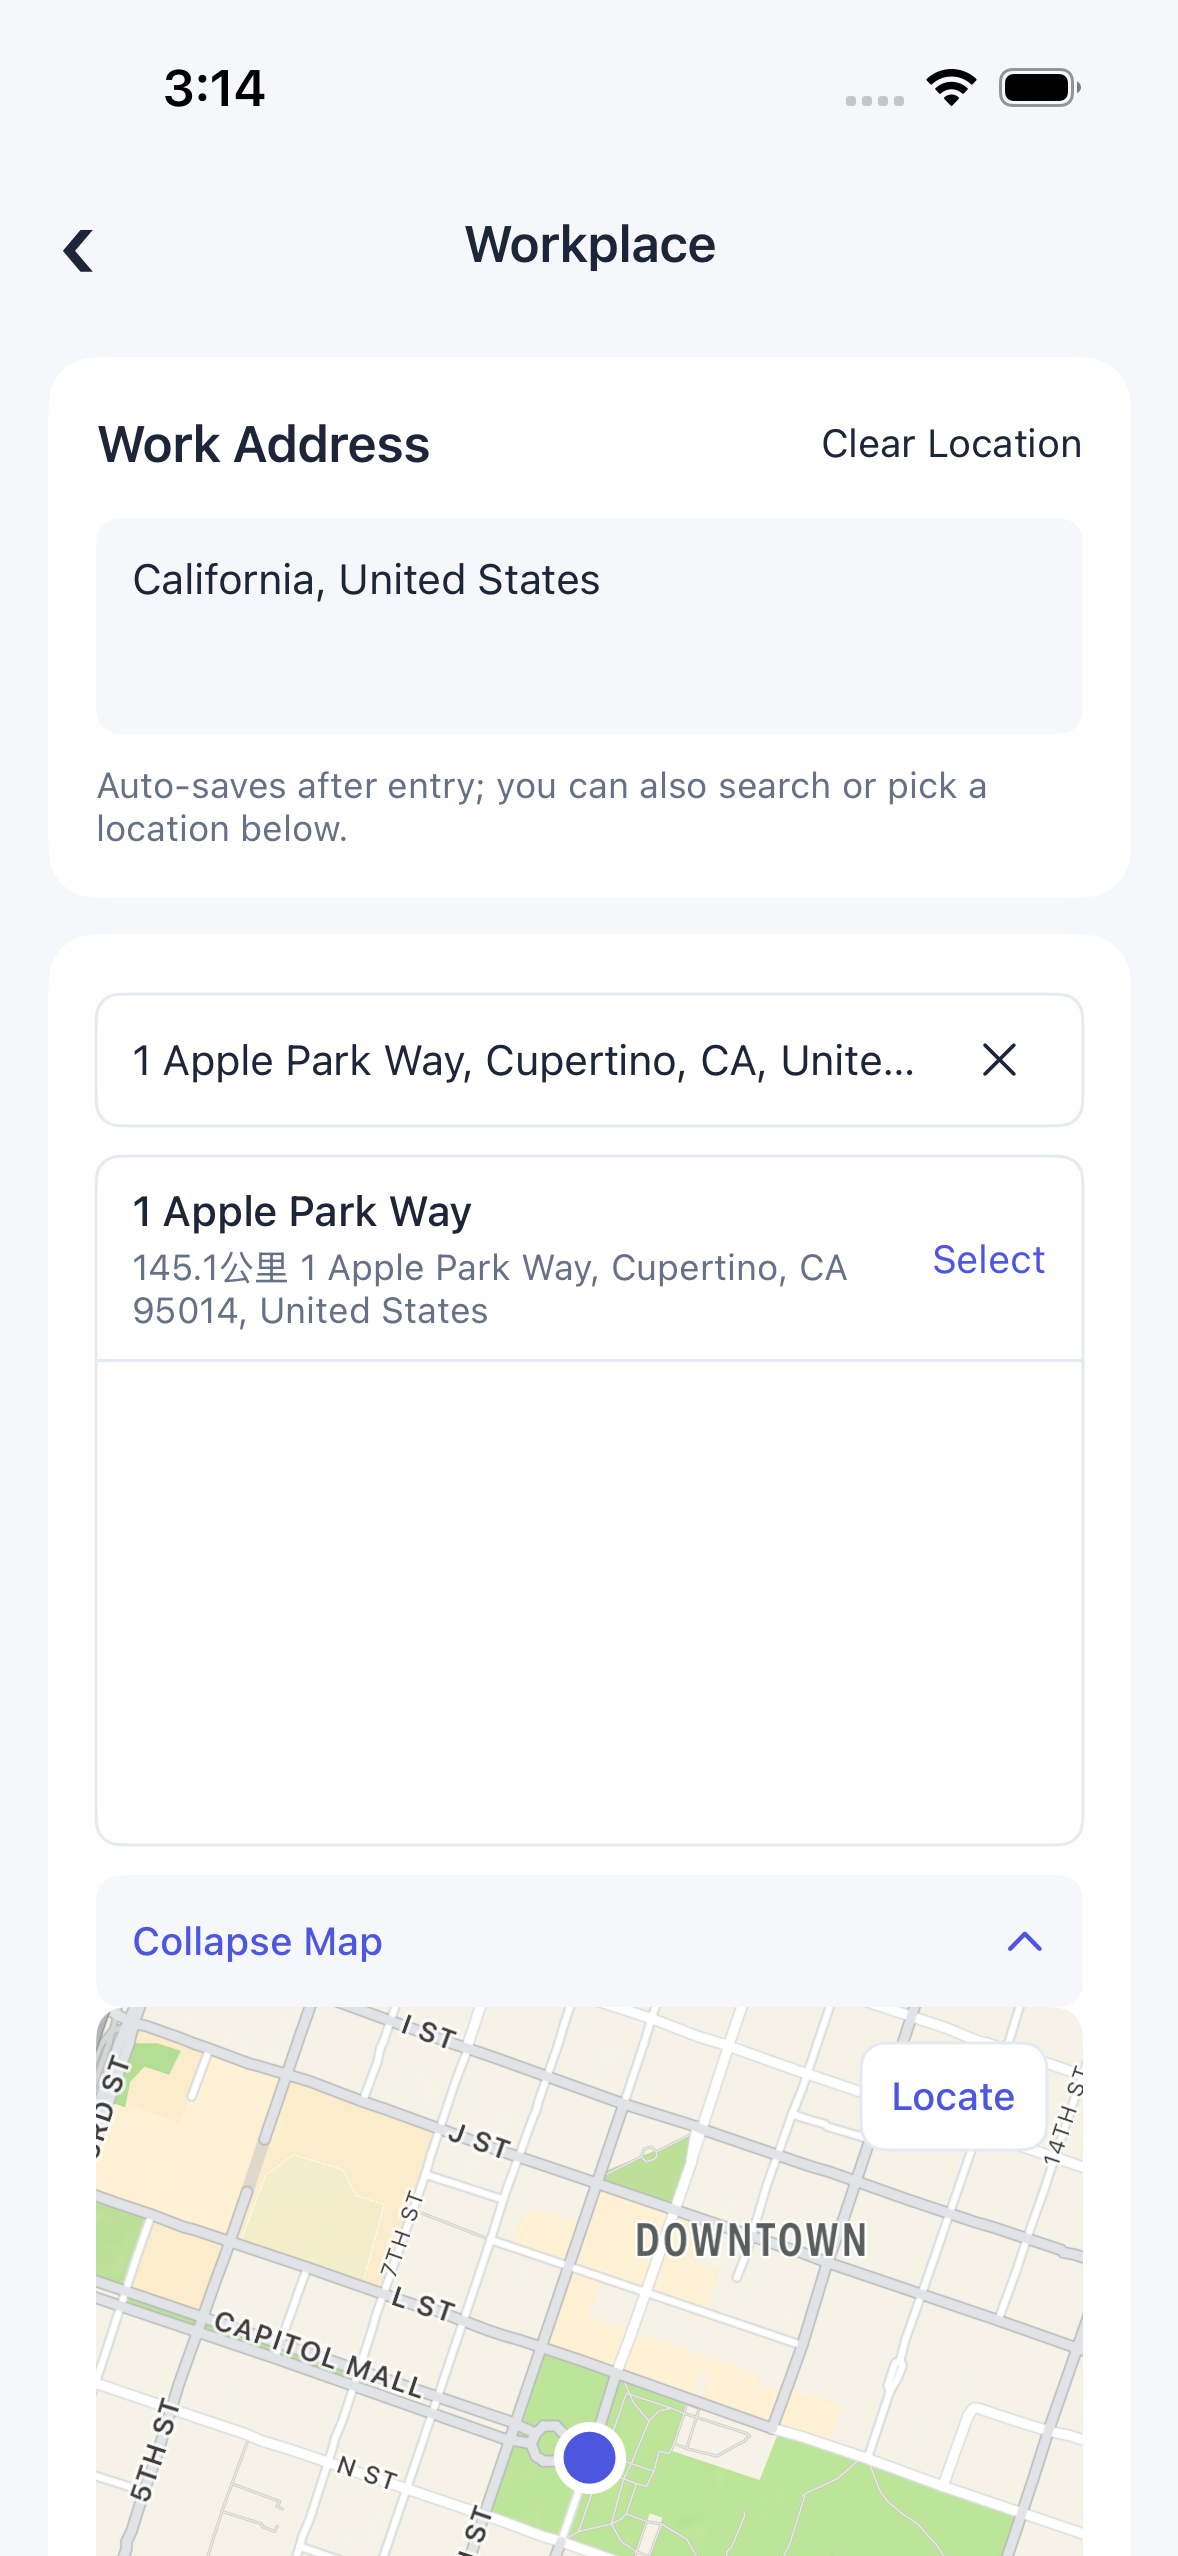 3:14
Workplace
Work Address
Clear Location
California, United States
Auto-saves after entry; you can also search or pick a
location below.
1 Apple Park Way, Cupertino, CA, Unite...
1 Apple Park Way
145.1公里 1 Apple Park Way, Cupertino, CA
95014, United States
Select
Collapse Map
I ST
Locate
RD ST
14TH ST
J ST
7TH ST
DOWNTOWN
L ST
CAPITOL MALL
5TH ST
N ST
ST